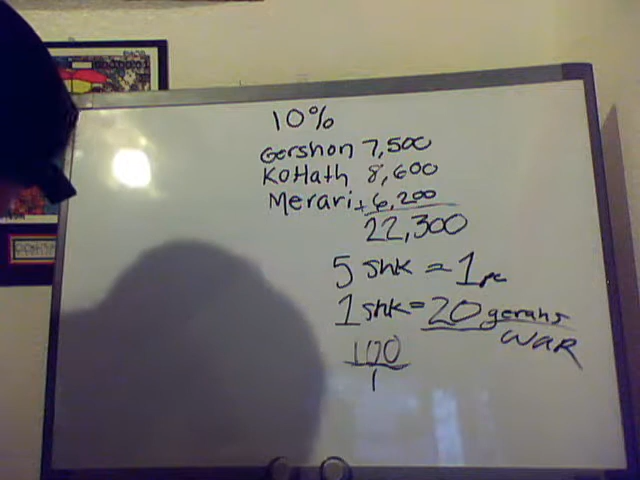 10%
Gershon 7,500
KoHath 8,600
Merari + 6,200
22,300
5 shk = 1 pc
1 shk = 20 gerahs
WAR
100
1